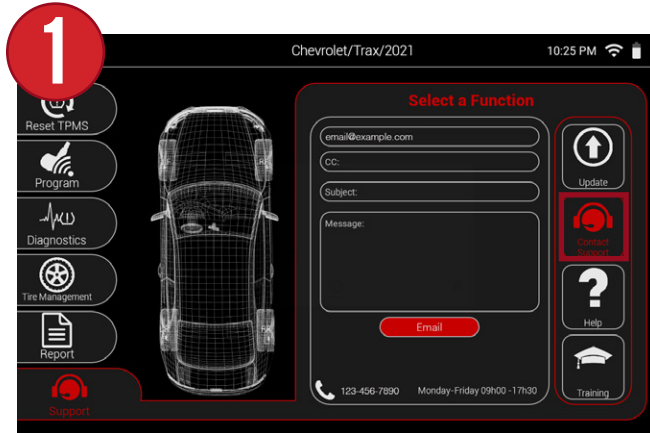 1
Chevrolet/Trax/2021
10:25 PM
Reset TPMS
Program
Diagnostics
Tire Management
Report
Support
Select a Function
email@example.com
CC:
Subject:
Message:
Email
123-456-7890 Monday-Friday 09h00 -17h30
Update
Contact
Support
Help
Training